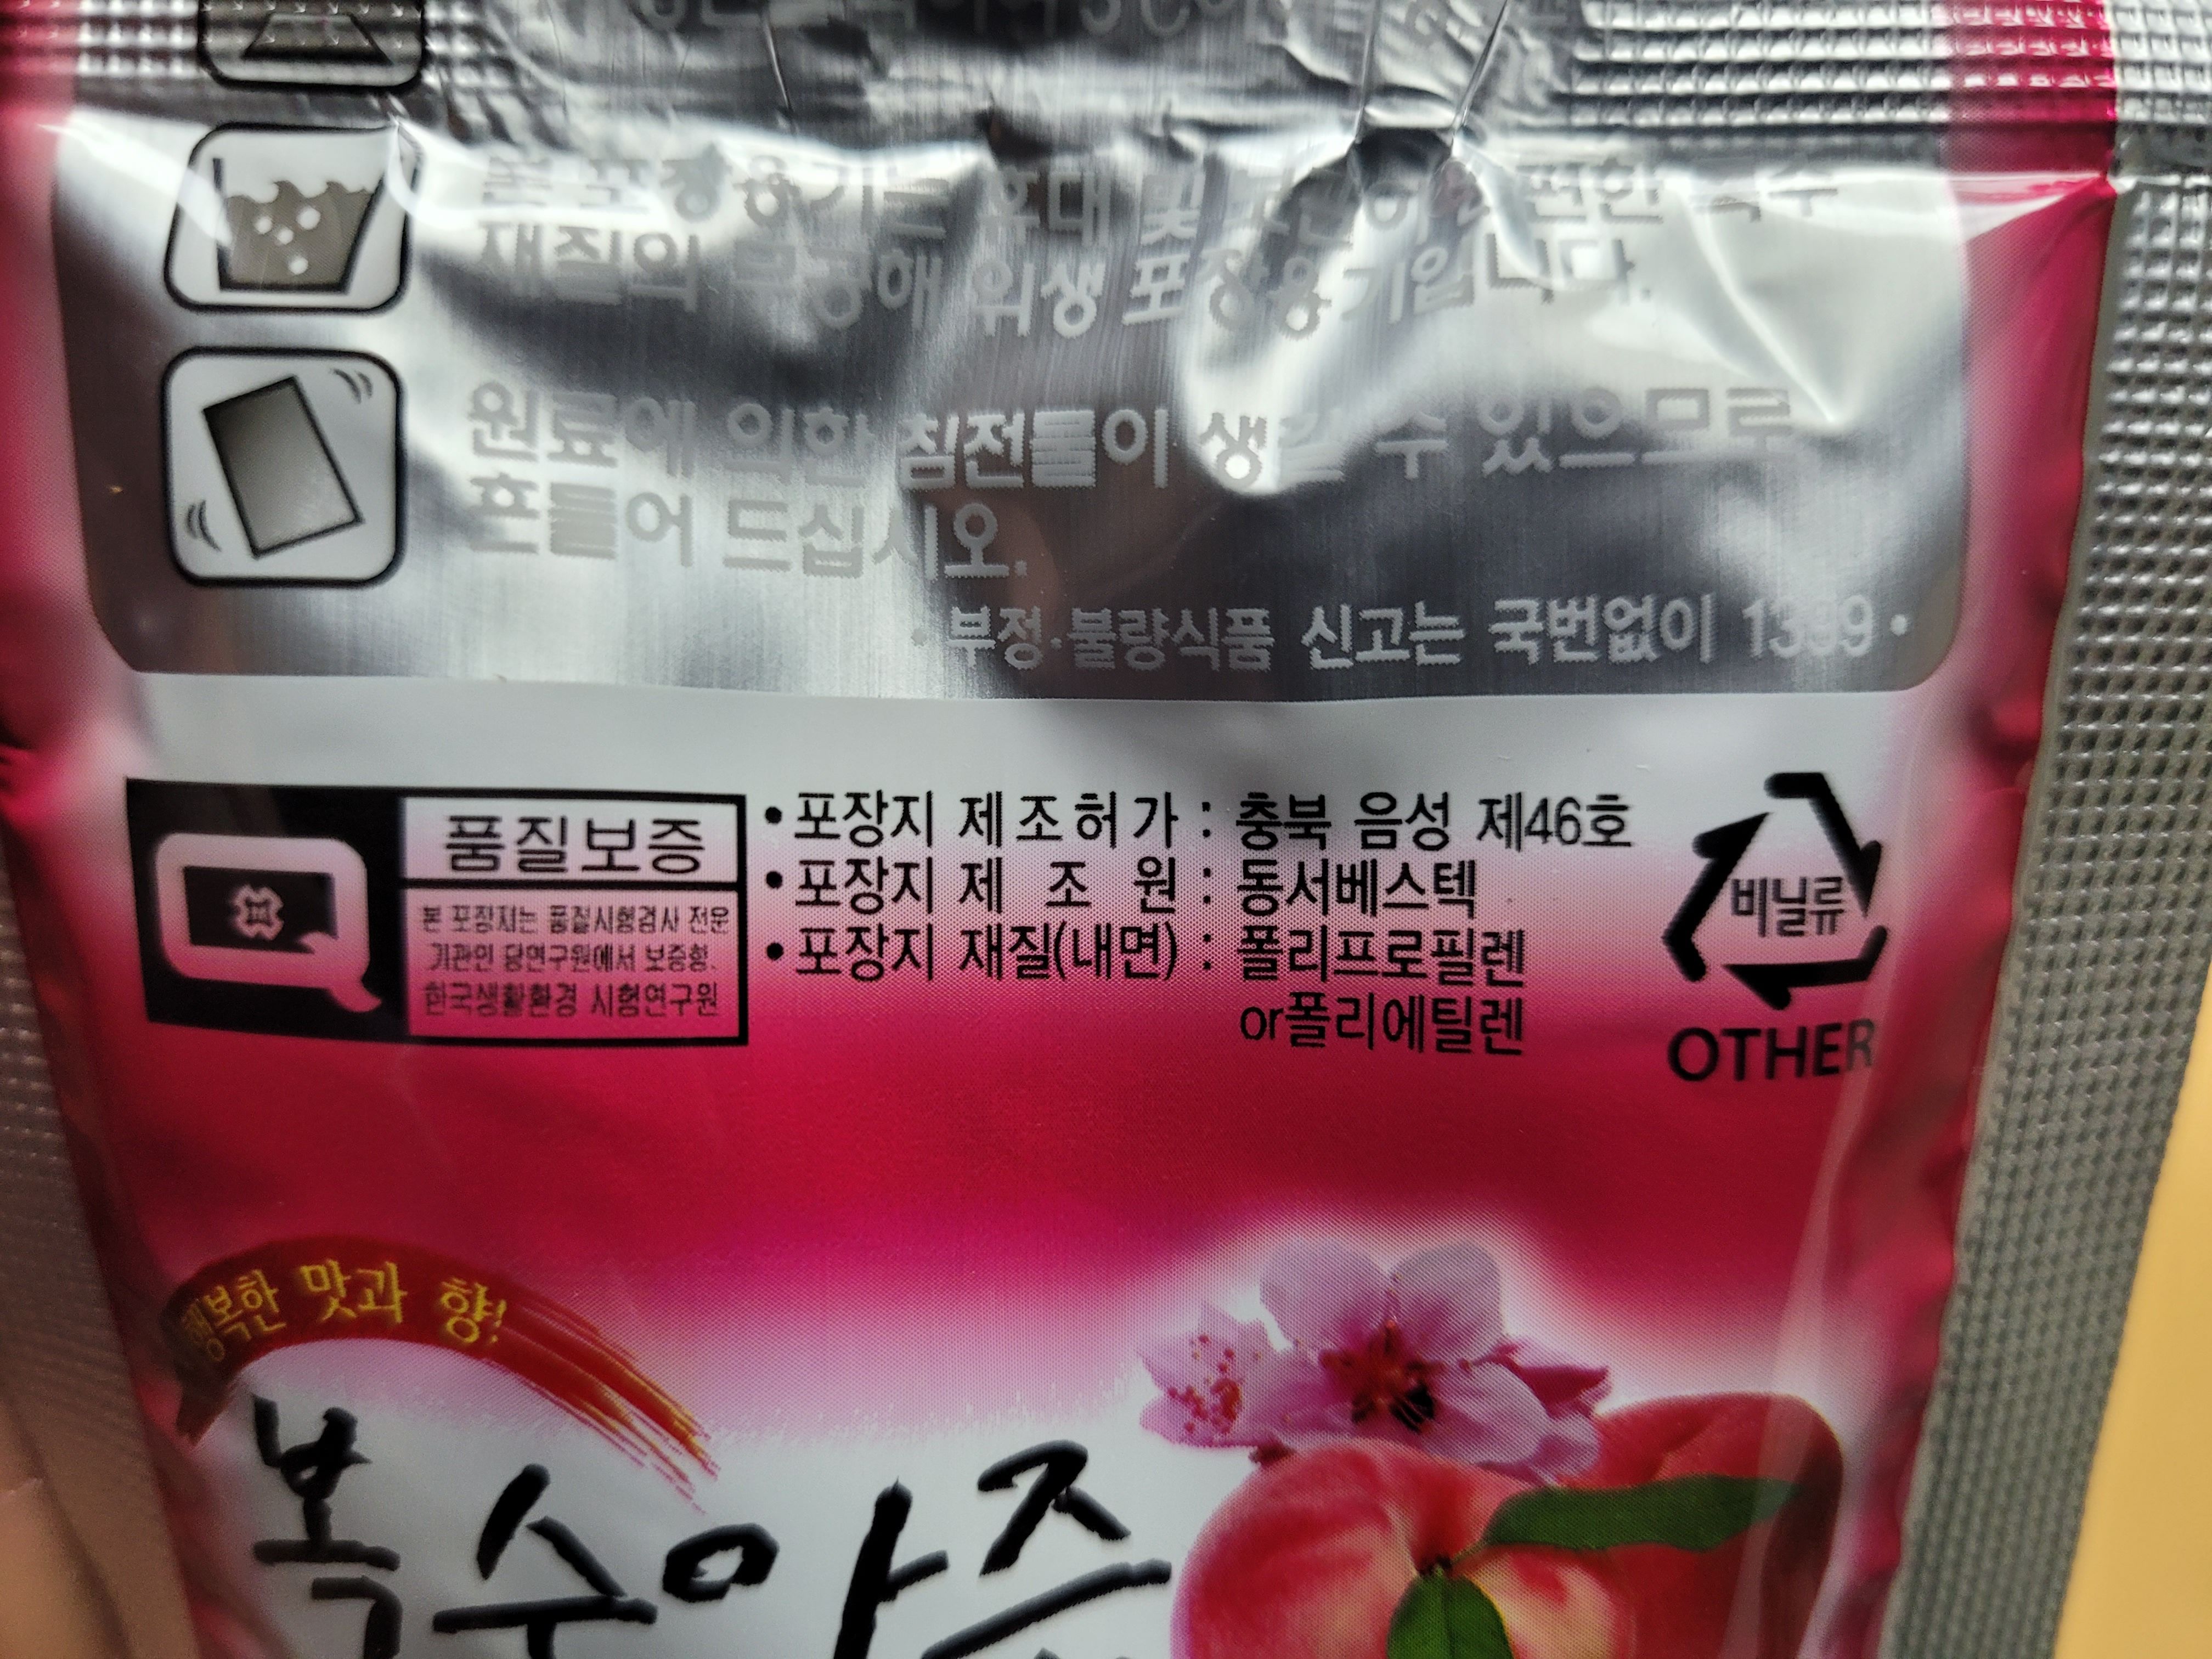 본 포장용기는 휴대 및 보관이 편한 특수
재질의 무공해 위생 포장용기입니다.
원료에 의한 침전물이 생길 수 있으므로
흔들어 드십시오.
· 부정·불량식품 신고는 국번없이 1399 ·
품질보증
본 포장지는 품질시험검사 전문
기관인 당연구원에서 보증함.
한국생활환경 시험연구원
• 포장지 제조허가 : 충북 음성 제46호
• 포장지 제 조 원 : 동서베스텍
• 포장지 재질(내면) : 폴리프로필렌
or폴리에틸렌
비닐류
OTHER
행복한 맛과 향!
복숭아즙